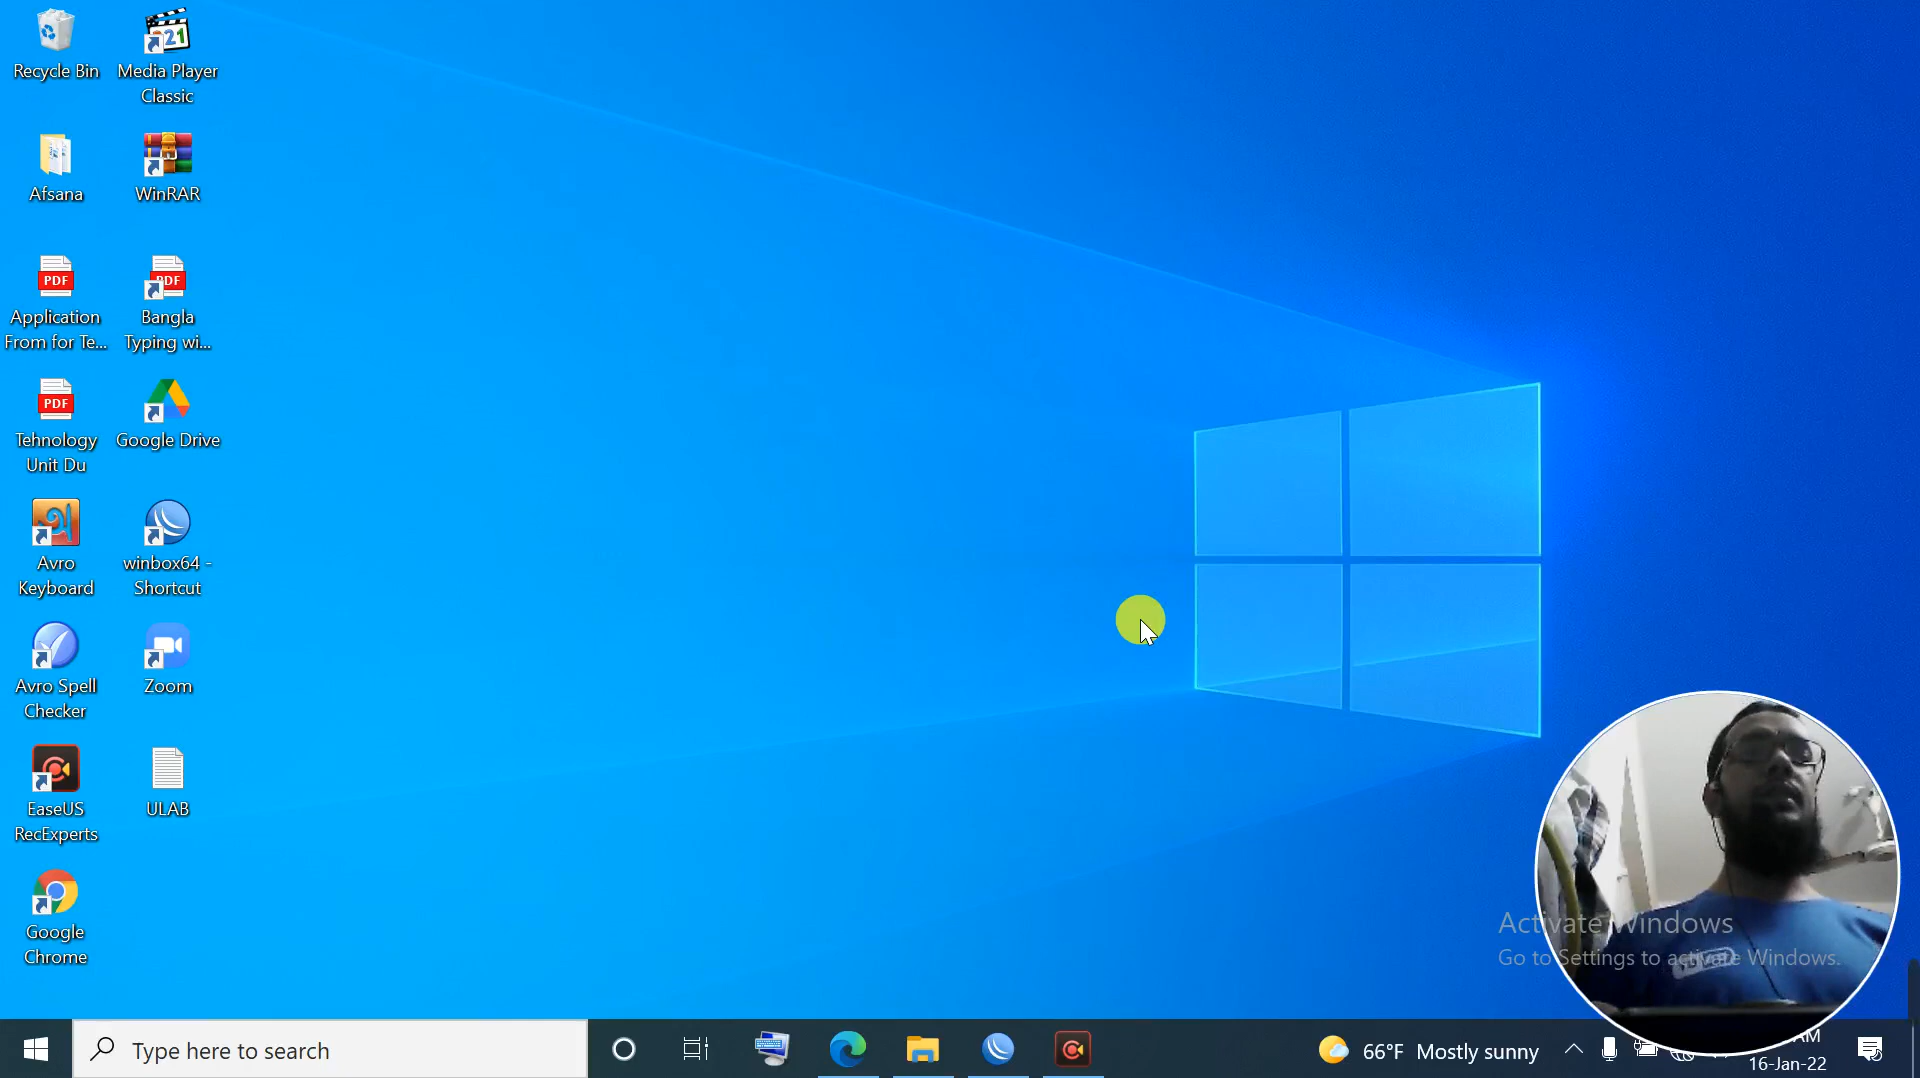 Recycle Bin
Media Player
Classic
021
Afsana
WinRAR
PDF
Application
From for Te...
PDF
Bangla
Typing wi...
PDF
Tehnology
Unit Du
Google Drive
Avro
Keyboard
winbox64 -
Shortcut
Avro Spell
Checker
Zoom
EaseUS
RecExperts
ULAB
Google
Chrome
Activate Windows
Go to Settings to activate Windows.
Type here to search
66°F Mostly sunny
AM
16-Jan-22